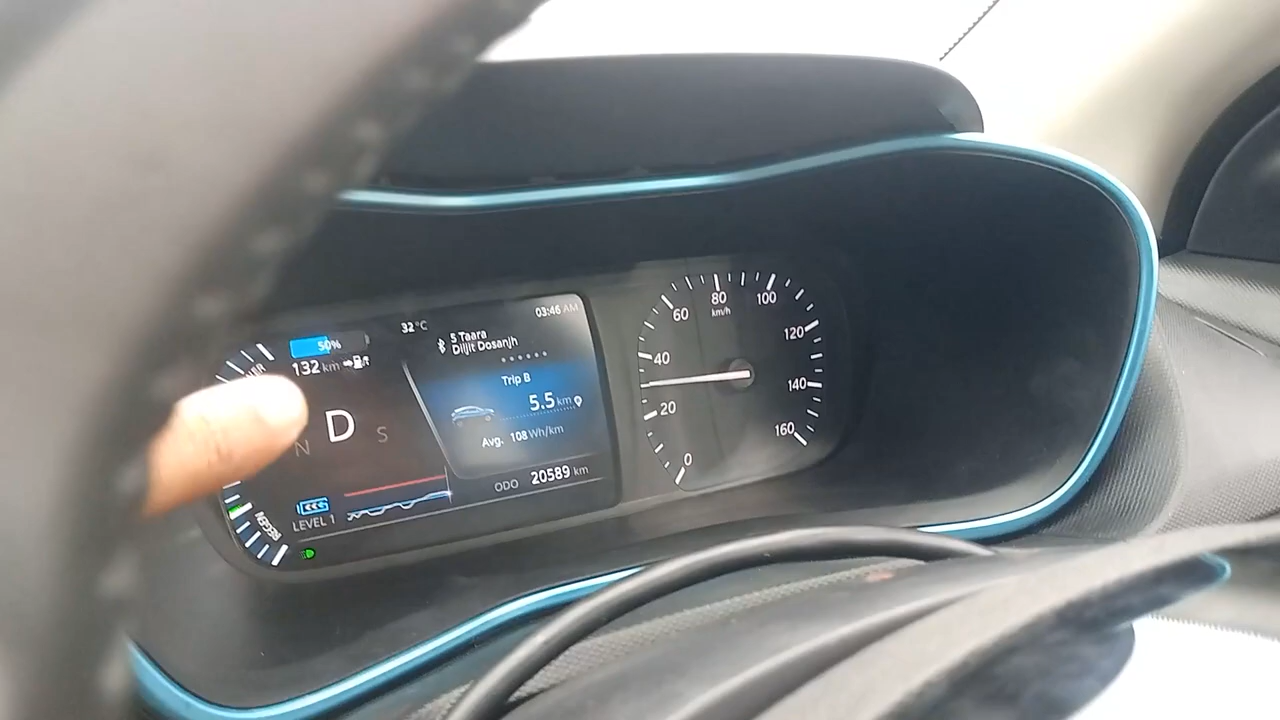 32°C
03:46 AM
50%
132 km
5 Taara
Diljit Dosanjh
Trip B
5.5 km
Avg. 108 Wh/km
N D S
LEVEL 1
REGEN
ODO 20589 km
0
20
40
60
80
100
120
140
160
km/h